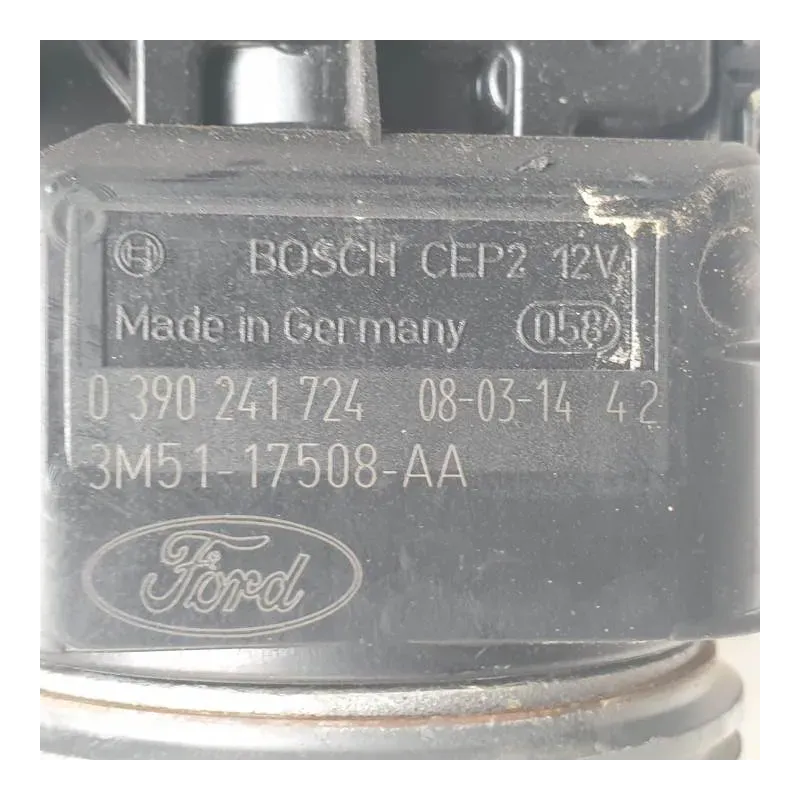 BOSCH CEP2 12V
Made in Germany 058
0 390 241 724 08-03-14 42
3M51-17508-AA
Ford